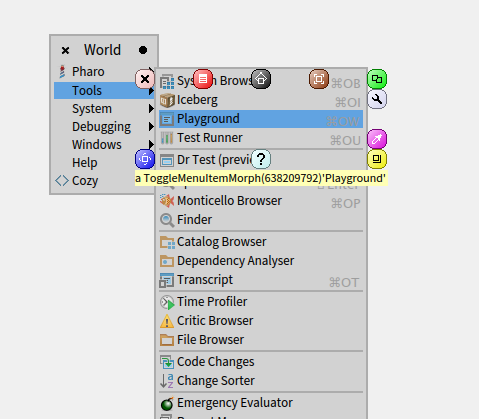 World
Pharo
Tools
System
Debugging
Windows
Help
Cozy
System Brows
⌘OB
Iceberg
⌘OI
Playground
⌘OW
Test Runner
⌘OU
Dr Test (previ
?
a ToggleMenuItemMorph(638209792)'Playground'
Monticello Browser
⌘OP
Finder
Catalog Browser
Dependency Analyser
Transcript
⌘OT
Time Profiler
Critic Browser
File Browser
Code Changes
Change Sorter
Emergency Evaluator